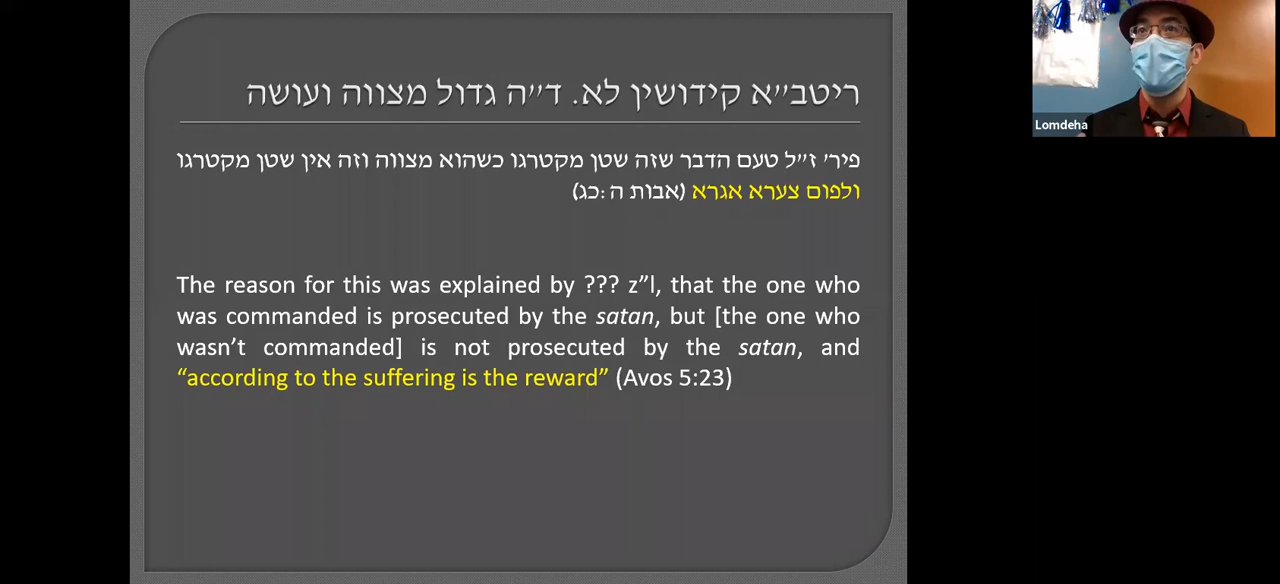 ריטב״א קידושין לא. ד״ה גדול מצווה ועושה
פיר׳ ז״ל טעם הדבר שזה שטן מקטרגו כשהוא מצווה וזה אין שטן מקטרגו
ולפום צערא אגרא (אבות ה:כג)
The reason for this was explained by ??? z”l, that the one who
was commanded is prosecuted by the satan, but [the one who
wasn’t commanded] is not prosecuted by the satan, and
“according to the suffering is the reward” (Avos 5:23)
Lomdeha